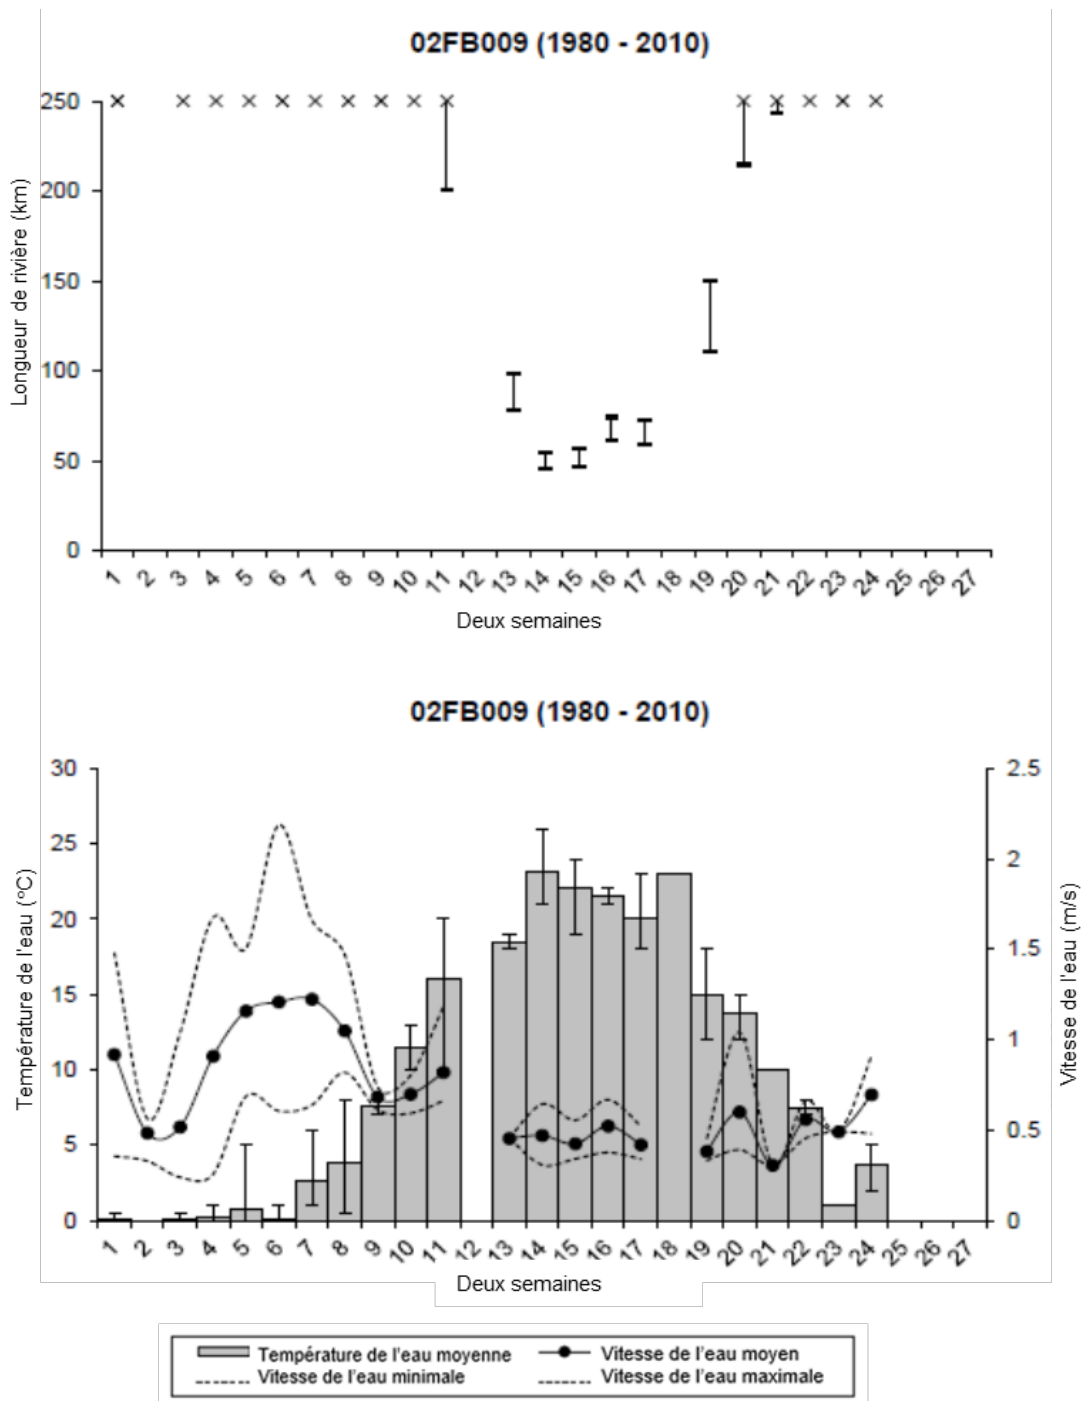 02FB009 (1980 - 2010)
Longueur de rivière (km)
250
200
150
100
50
0
1 2 3 4 5 6 7 8 9 10 11 12 13 14 15 16 17 18 19 20 21 22 23 24 25 26 27
Deux semaines
02FB009 (1980 - 2010)
Température de l'eau (°C)
30
25
20
15
10
5
0
2.5
2
1.5
1
0.5
0
Vitesse de l'eau (m/s)
1 2 3 4 5 6 7 8 9 10 11 12 13 14 15 16 17 18 19 20 21 22 23 24 25 26 27
Deux semaines
Température de l'eau moyenne Vitesse de l'eau moyen
Vitesse de l'eau minimale Vitesse de l'eau maximale